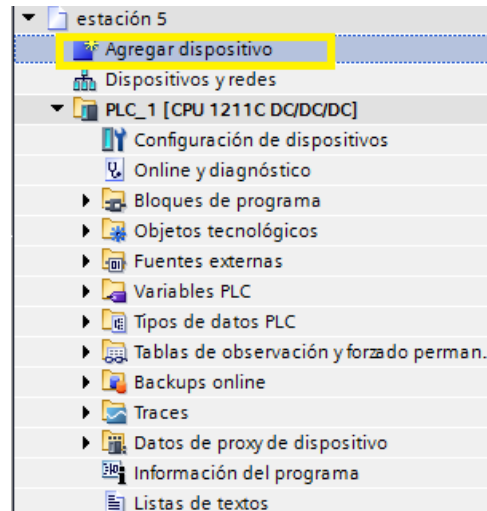 estación 5
Agregar dispositivo
Dispositivos y redes
PLC_1 [CPU 1211C DC/DC/DC]
Configuración de dispositivos
Online y diagnóstico
Bloques de programa
Objetos tecnológicos
Fuentes externas
Variables PLC
Tipos de datos PLC
Tablas de observación y forzado perman.
Backups online
Traces
Datos de proxy de dispositivo
Información del programa
Listas de textos